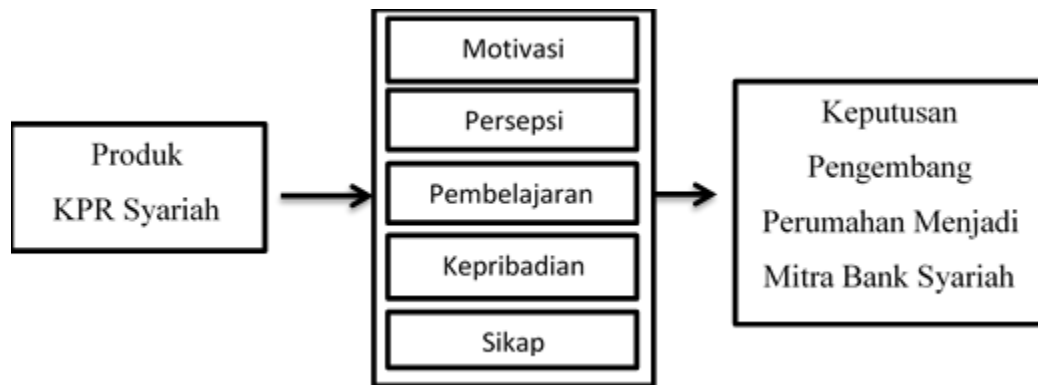 Produk
KPR Syariah
Motivasi
Persepsi
Pembelajaran
Kepribadian
Sikap
Keputusan
Pengembang
Perumahan Menjadi
Mitra Bank Syariah